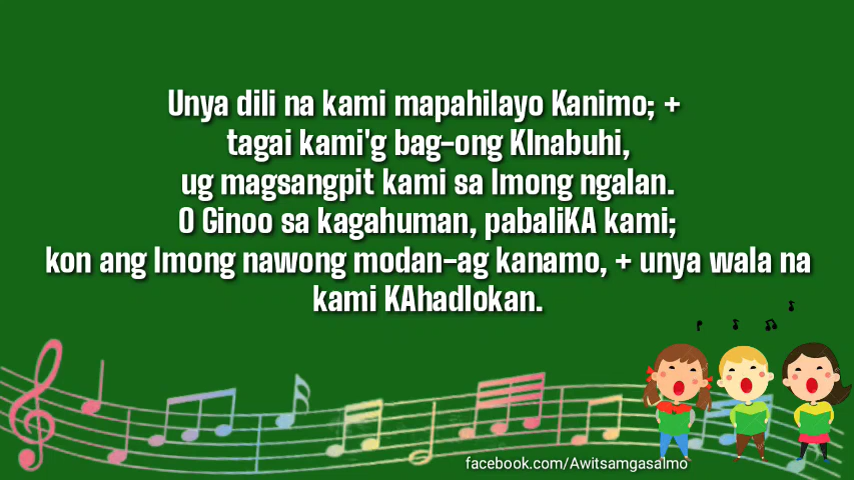 Unya dili na kami mapahilayo Kanimo; +
tagai kami'g bag-ong KInabuhi,
ug magsangpit kami sa Imong ngalan.
O Ginoo sa kagahuman, pabaliKA kami;
kon ang Imong nawong modan-ag kanamo, + unya wala na
kami KAhadlokan.
facebook.com/Awitsamgasalmo